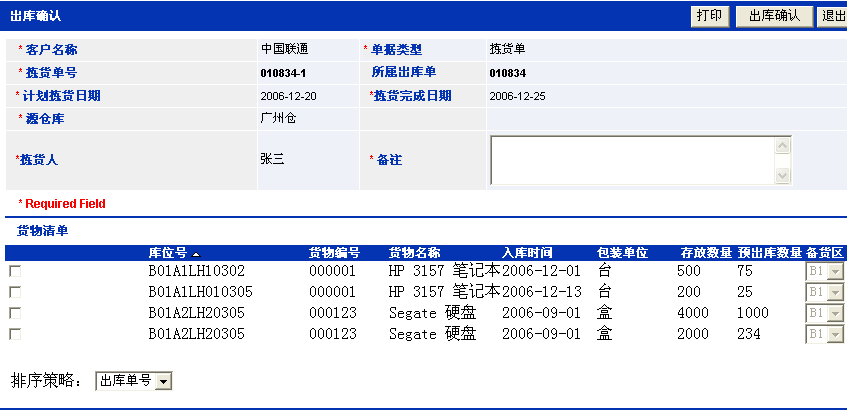 出库确认 打印 出库确认 退出
* 客户名称 中国联通 * 单据类型 拣货单
* 拣货单号 010834-1 所属出库单 010834
* 计划拣货日期 2006-12-20 *拣货完成日期 2006-12-25
* 源仓库 广州仓
*拣货人 张三 * 备注
* Required Field
货物清单
库位号 货物编号 货物名称 入库时间 包装单位 存放数量 预出库数量 备货区
B01A1LH10302 000001 HP 3157 笔记本 2006-12-01 台 500 75 B1
B01A1LH010305 000001 HP 3157 笔记本 2006-12-13 台 200 25 B1
B01A2LH20305 000123 Segate 硬盘 2006-09-01 盒 4000 1000 B1
B01A2LH20305 000123 Segate 硬盘 2006-09-01 盒 2000 234 B1
排序策略： 出库单号